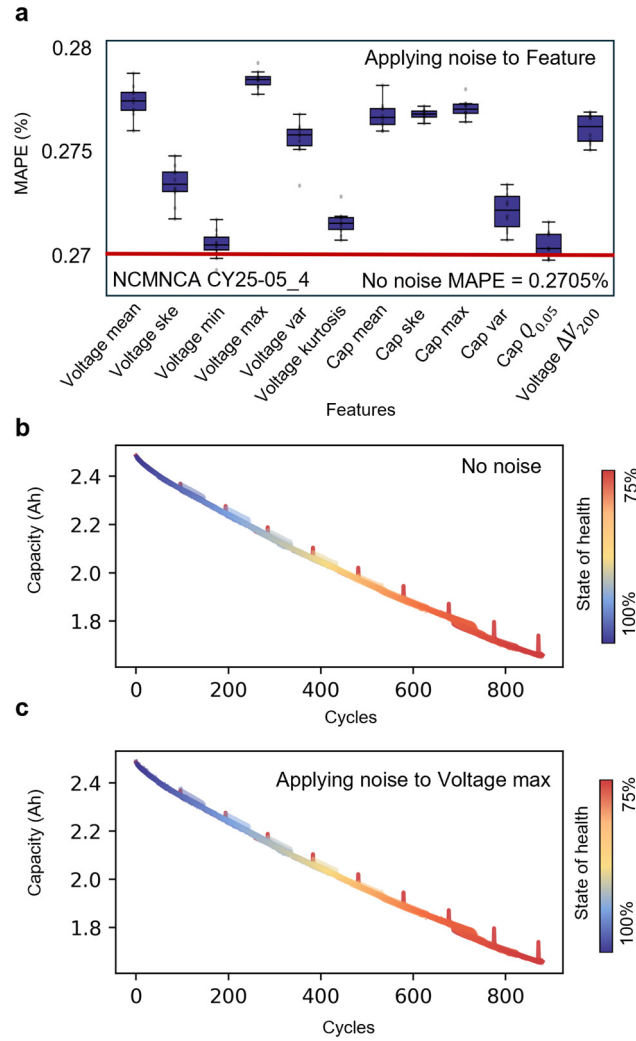 a
0.28
Applying noise to Feature
MAPE (%)
0.275
0.27
NCMNCA CY25-05_4
No noise MAPE = 0.2705%
Voltage mean
Voltage ske
Voltage min
Voltage max
Voltage var
Voltage kurtosis
Cap mean
Cap ske
Cap max
Cap var
Cap Q0.05
Voltage ΔV200
Features
b
No noise
Capacity (Ah)
2.4
2.2
2.0
1.8
0 200 400 600 800
Cycles
State of health
75%
100%
c
Applying noise to Voltage max
Capacity (Ah)
2.4
2.2
2.0
1.8
0 200 400 600 800
Cycles
State of health
75%
100%